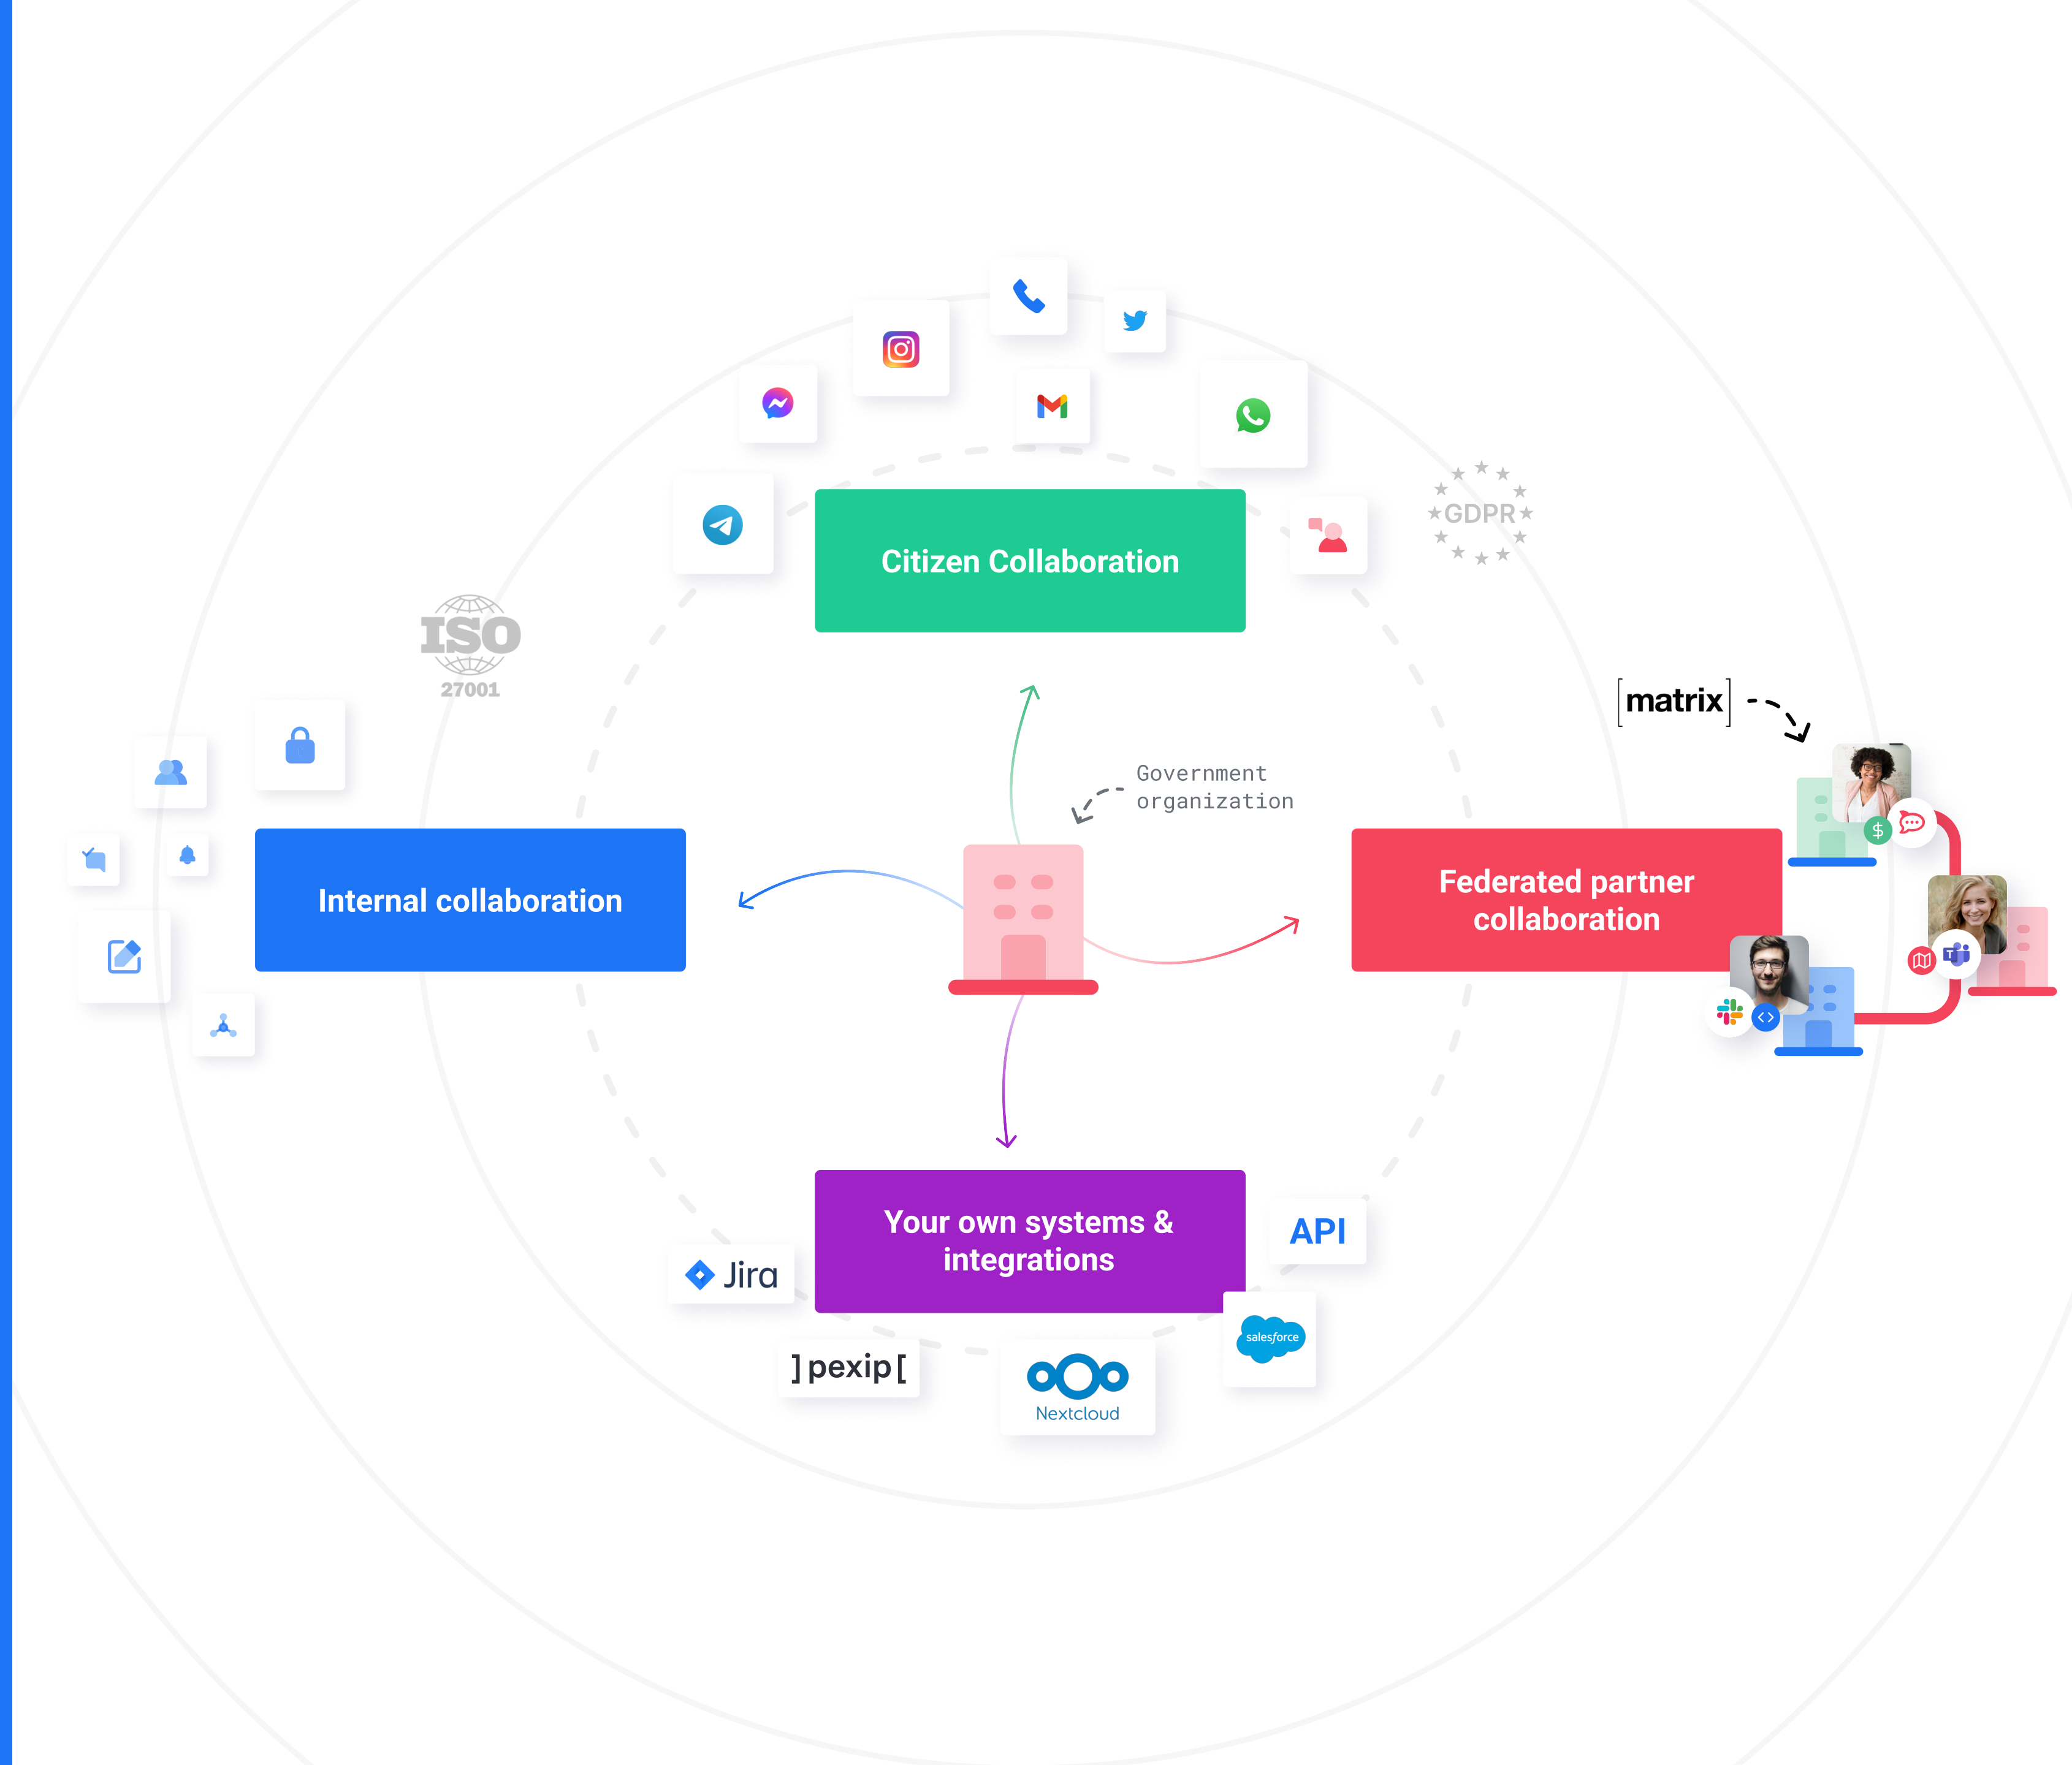 Citizen Collaboration
GDPR
ISO
27001
[matrix]
Government
organization
Internal collaboration
Federated partner
collaboration
$
T
Your own systems &
integrations
API
Jira
salesforce
]pexip[
Nextcloud